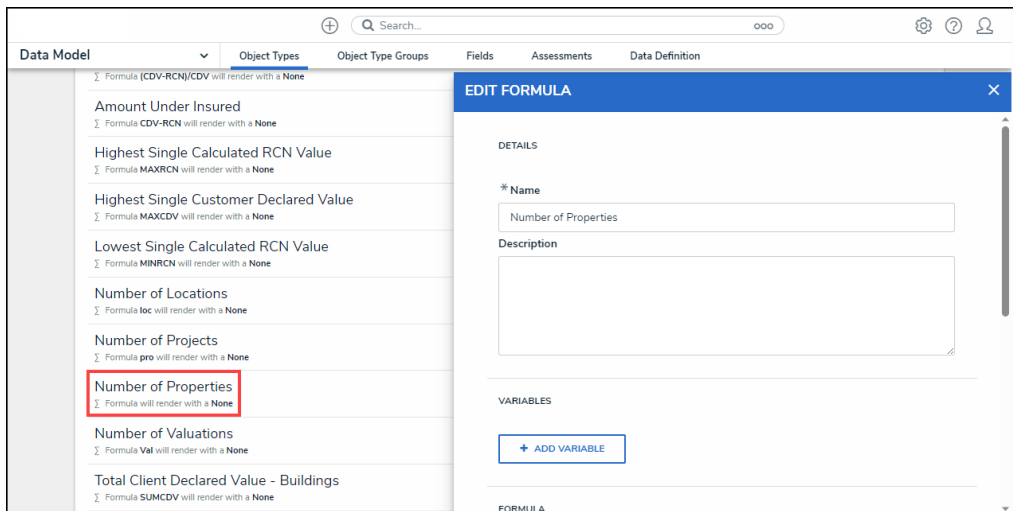 Search...
ooo
Data Model
Object Types
Object Type Groups
Fields
Assessments
Data Definition
∑ Formula (CDV-RCN)/CDV will render with a None
Amount Under Insured
∑ Formula CDV-RCN will render with a None
Highest Single Calculated RCN Value
∑ Formula MAXRCN will render with a None
Highest Single Customer Declared Value
∑ Formula MAXCDV will render with a None
Lowest Single Calculated RCN Value
∑ Formula MINRCN will render with a None
Number of Locations
∑ Formula loc will render with a None
Number of Projects
∑ Formula pro will render with a None
Number of Properties
∑ Formula will render with a None
Number of Valuations
∑ Formula Val will render with a None
Total Client Declared Value - Buildings
∑ Formula SUMCDV will render with a None
EDIT FORMULA
DETAILS
*Name
Number of Properties
Description
VARIABLES
+ ADD VARIABLE
FORMULA